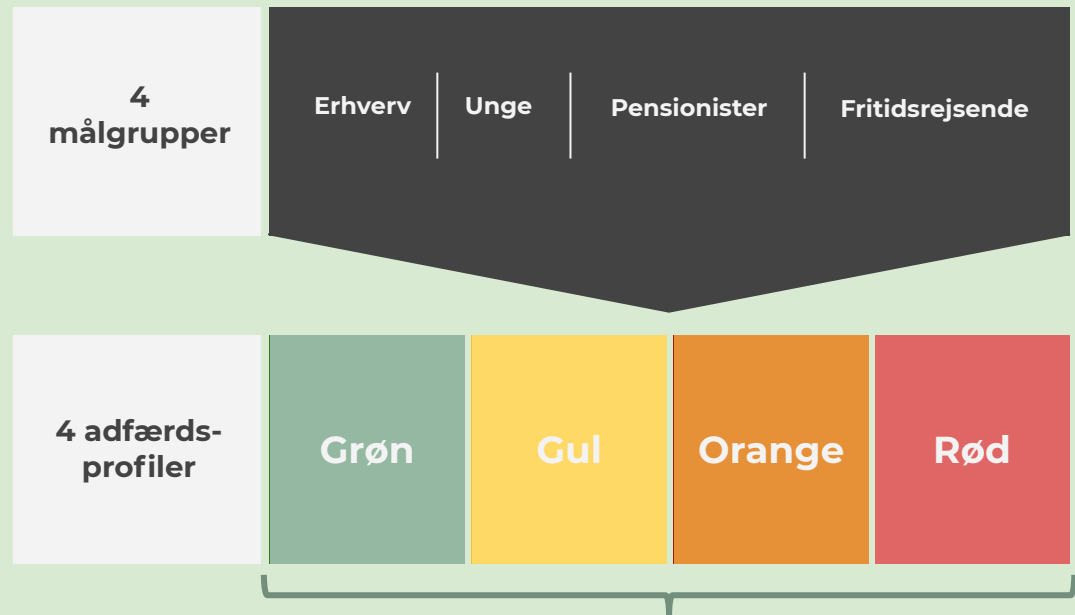 4
målgrupper
Erhverv
Unge
Pensionister
Fritidsrejsende
4 adfærds-
profiler
Grøn
Gul
Orange
Rød